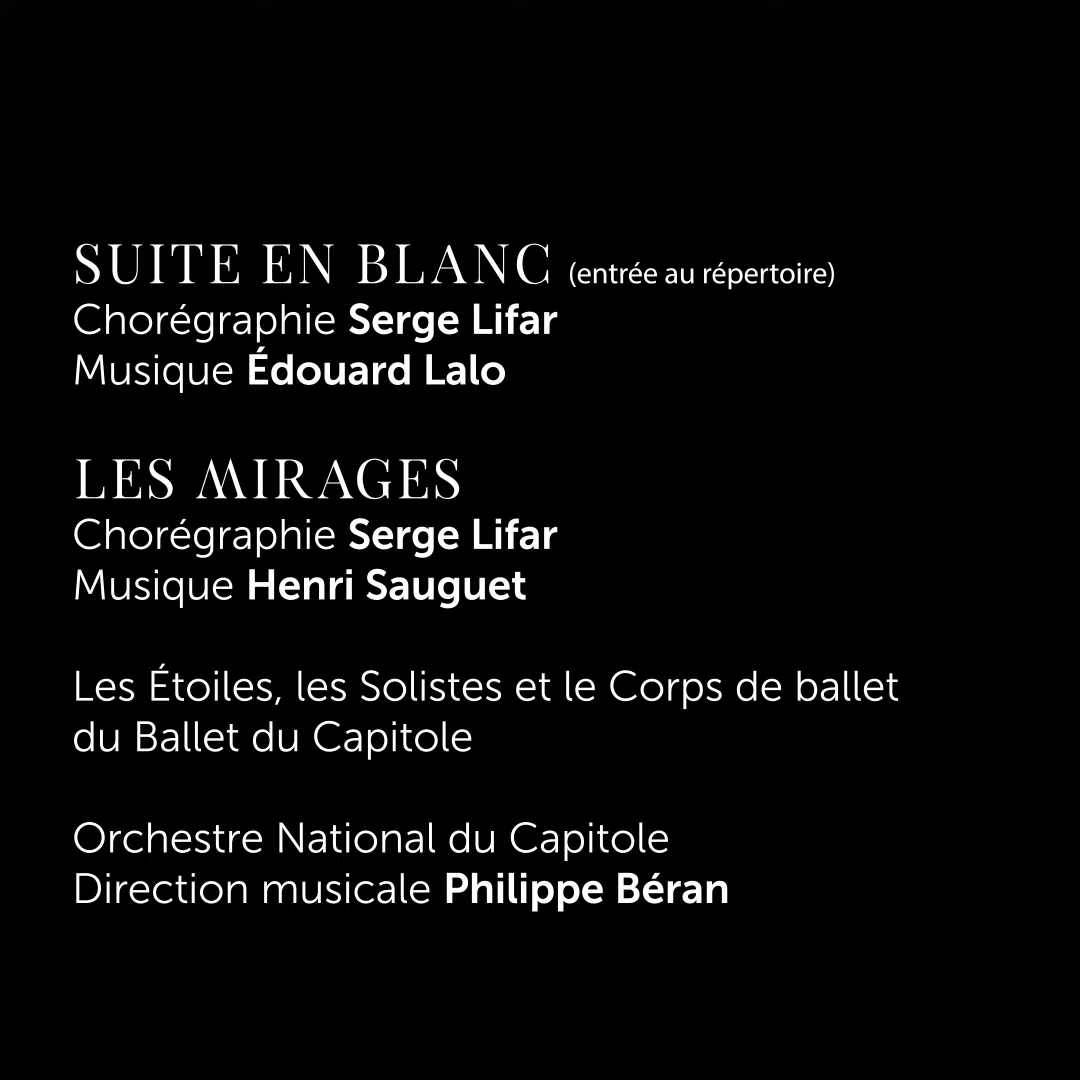 SUITE EN BLANC (entrée au répertoire)
Chorégraphie Serge Lifar
Musique Édouard Lalo
LES MIRAGES
Chorégraphie Serge Lifar
Musique Henri Sauguet
Les Étoiles, les Solistes et le Corps de ballet
du Ballet du Capitole
Orchestre National du Capitole
Direction musicale Philippe Béran